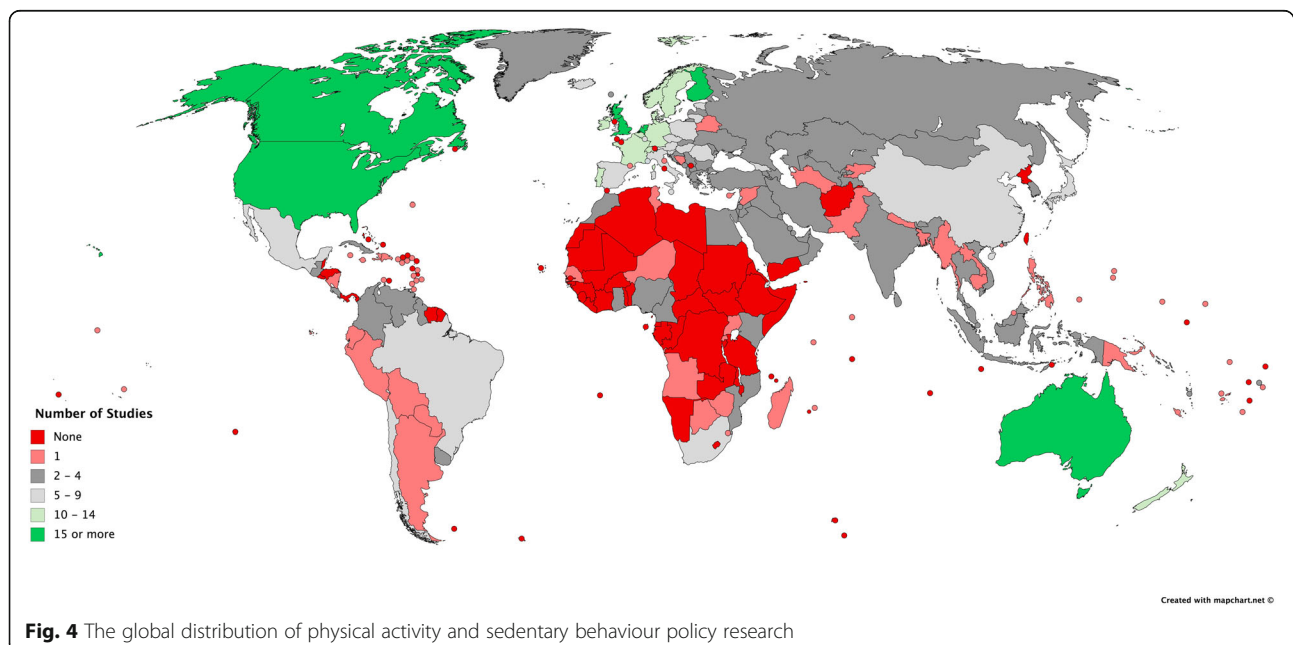 Number of Studies
None
1
2 – 4
5 – 9
10 – 14
15 or more
Created with mapchart.net ©
Fig. 4 The global distribution of physical activity and sedentary behaviour policy research